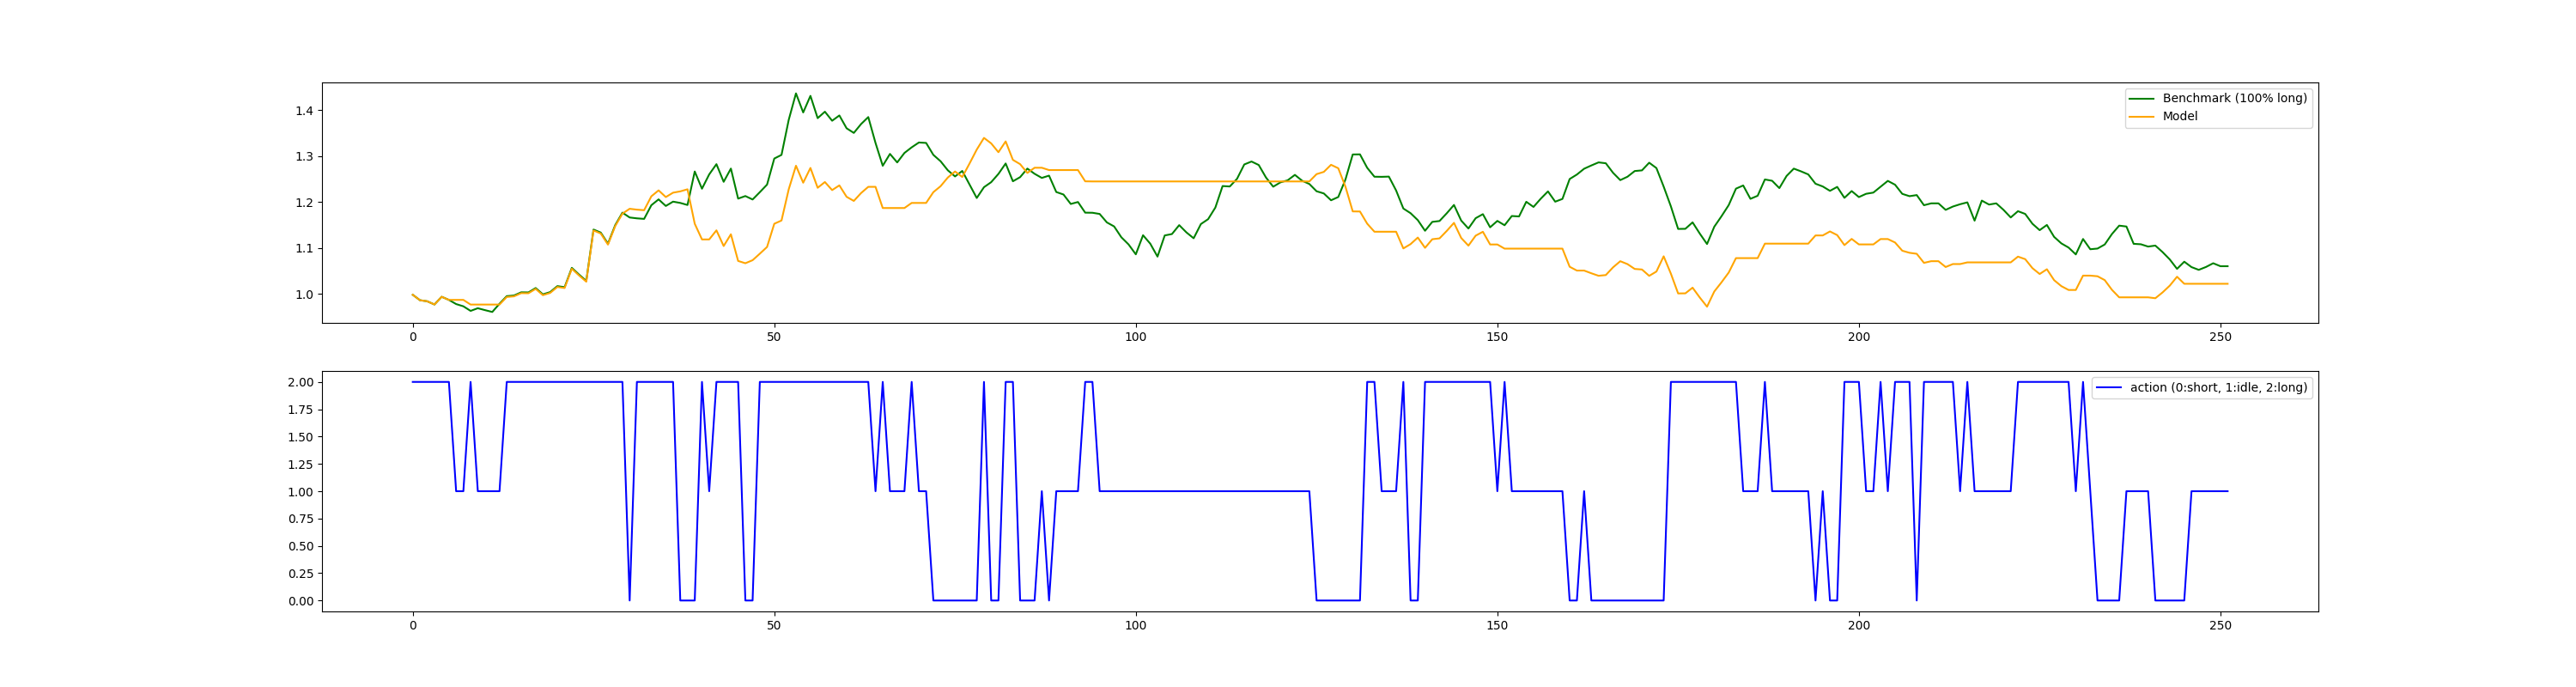 1.4
1.3
1.2
1.1
1.0
Benchmark (100% long)
Model
0 50 100 150 200 250
2.00
1.75
1.50
1.25
1.00
0.75
0.50
0.25
0.00
action (0:short, 1:idle, 2:long)
0 50 100 150 200 250